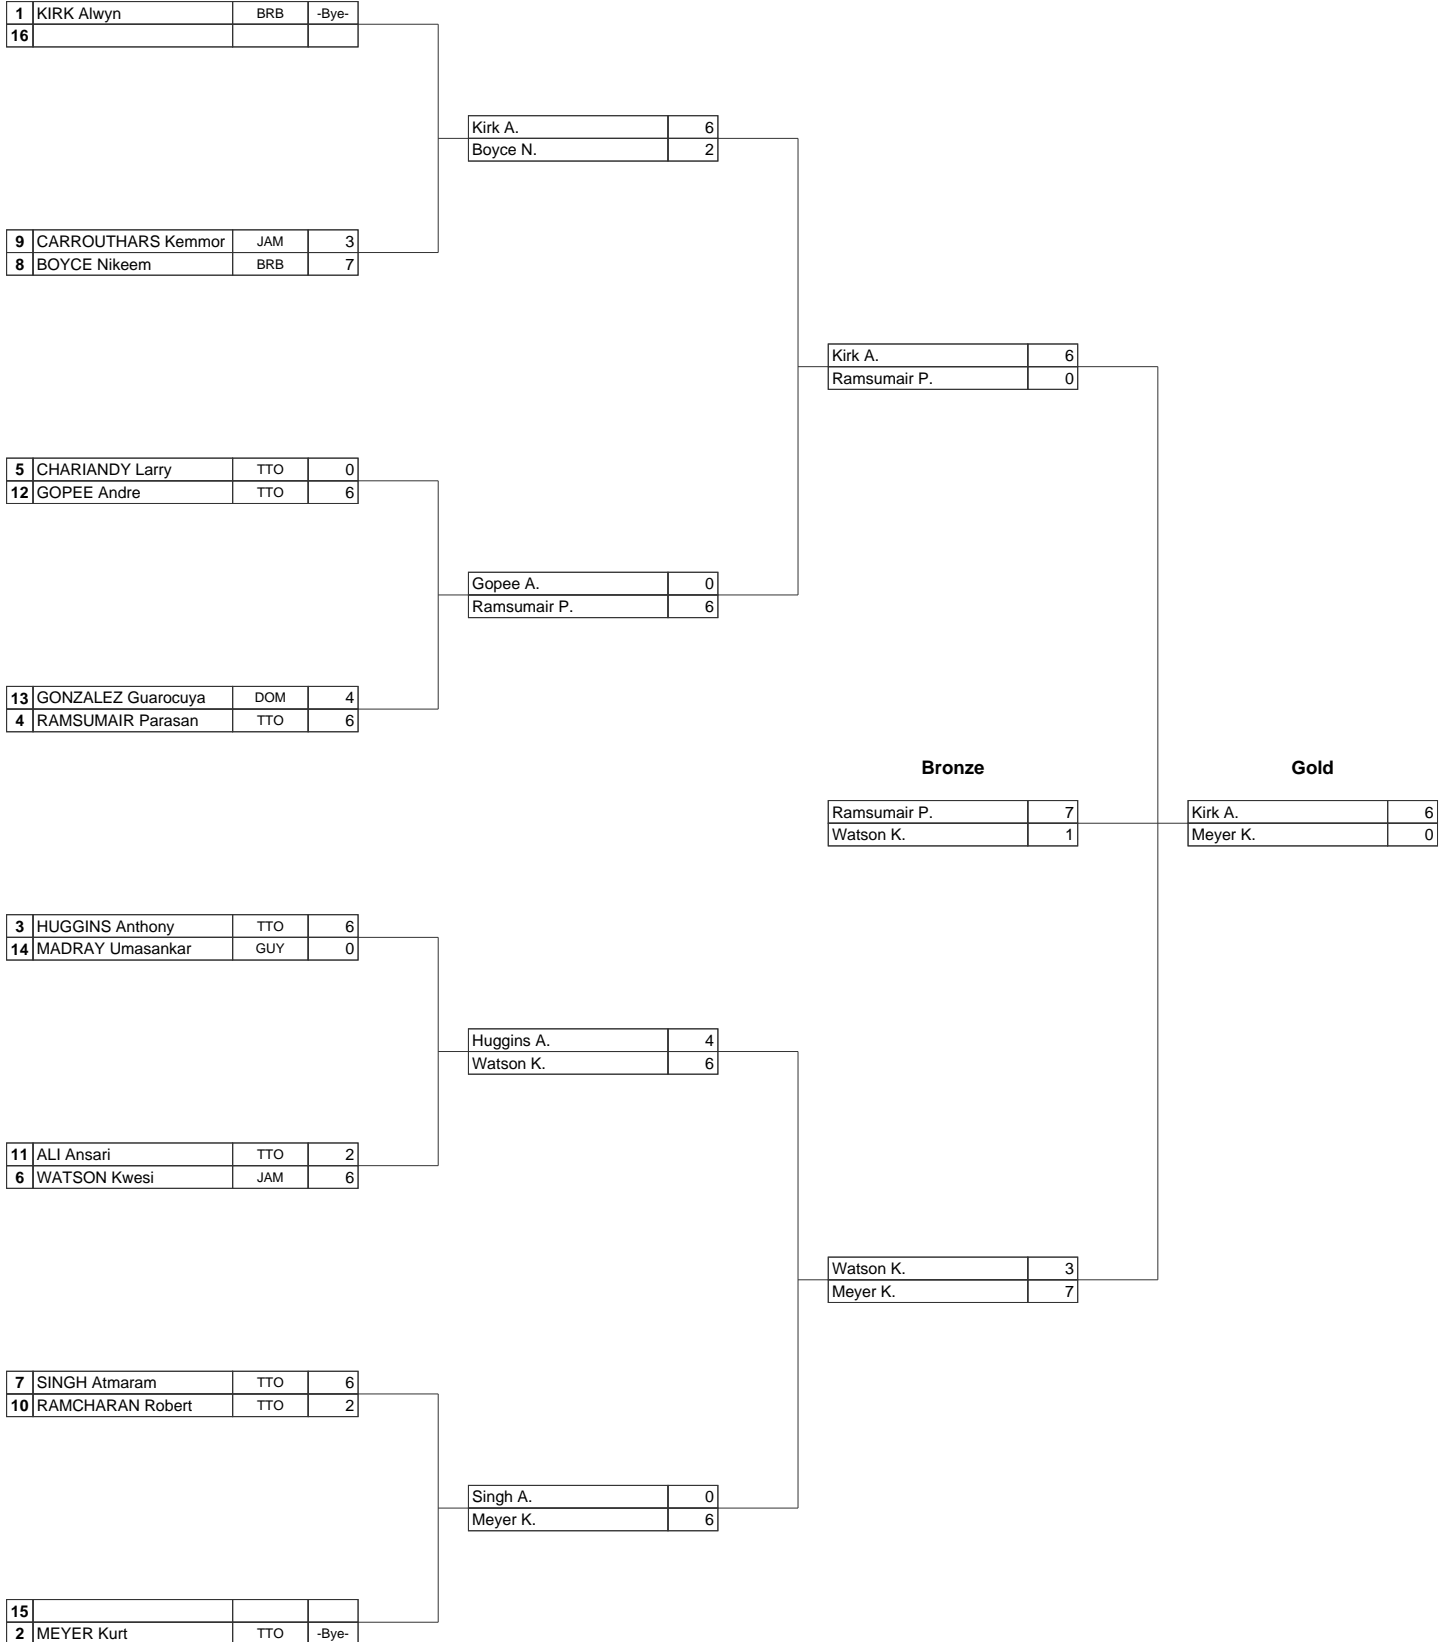 1 KIRK Alwyn BRB -Bye-
16
Kirk A. 6
Boyce N. 2
9 CARROUTHARS Kemmor JAM 3
8 BOYCE Nikeem BRB 7
Kirk A. 6
Ramsumair P. 0
5 CHARIANDY Larry TTO 0
12 GOPEE Andre TTO 6
Gopee A. 0
Ramsumair P. 6
13 GONZALEZ Guarocuya DOM 4
4 RAMSUMAIR Parasan TTO 6
Bronze Gold
Ramsumair P. 7 Kirk A. 6
Watson K. 1 Meyer K. 0
3 HUGGINS Anthony TTO 6
14 MADRAY Umasankar GUY 0
Huggins A. 4
Watson K. 6
11 ALI Ansari TTO 2
6 WATSON Kwesi JAM 6
Watson K. 3
Meyer K. 7
7 SINGH Atmaram TTO 6
10 RAMCHARAN Robert TTO 2
Singh A. 0
Meyer K. 6
15
2 MEYER Kurt TTO -Bye-